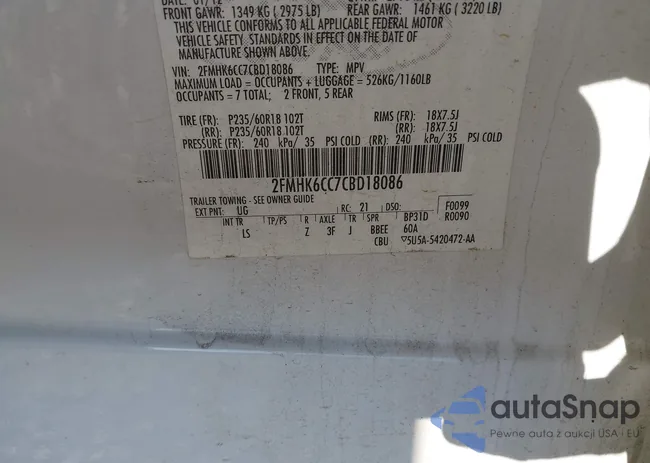 FRONT GAWR: 1349 KG ( 2975 LB) REAR GAWR: 1461 KG ( 3220 LB)
THIS VEHICLE CONFORMS TO ALL APPLICABLE FEDERAL MOTOR
VEHICLE SAFETY STANDARDS IN EFFECT ON THE DATE OF
MANUFACTURE SHOWN ABOVE.
VIN: 2FMHK6CC7CBD18086 TYPE: MPV
MAXIMUM LOAD = OCCUPANTS + LUGGAGE = 526KG/1160LB
OCCUPANTS = 7 TOTAL; 2 FRONT, 5 REAR
TIRE (FR): P235/60R18 102T RIMS (FR): 18X7.5J
(RR): P235/60R18 102T (RR): 18X7.5J
PRESSURE (FR): 240 kPa/ 35 PSI COLD (RR): 240 kPa/ 35 PSI COLD
2FMHK6CC7CBD18086
TRAILER TOWING - SEE OWNER GUIDE
EXT PNT: UG RC: 21 DSO: F0099
R0090
INT TR TP/PS R AXLE TR SPR BP31D
LS Z 3F J BBEE 60A
CBU 5U5A-5420472-AA
autaSnap
Pewne auta z aukcji USA i EU